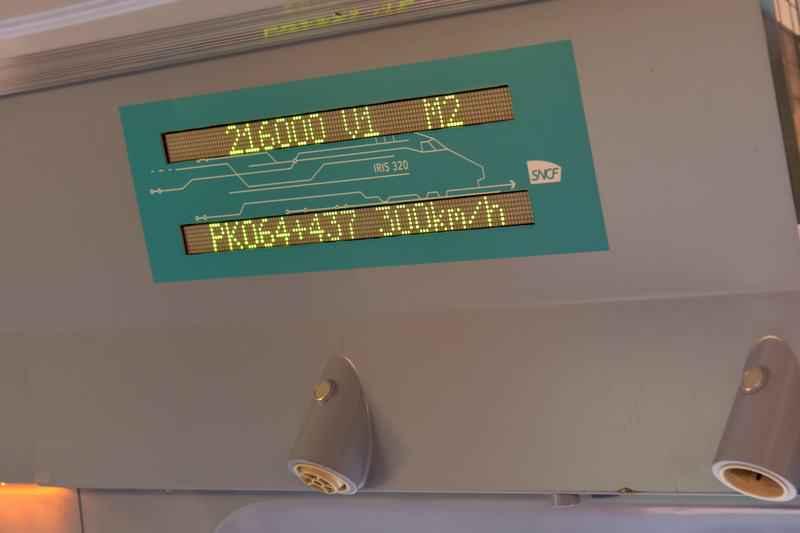 216000 V1 M2
IRIS 320
SNCF
PK064+437 300km/h